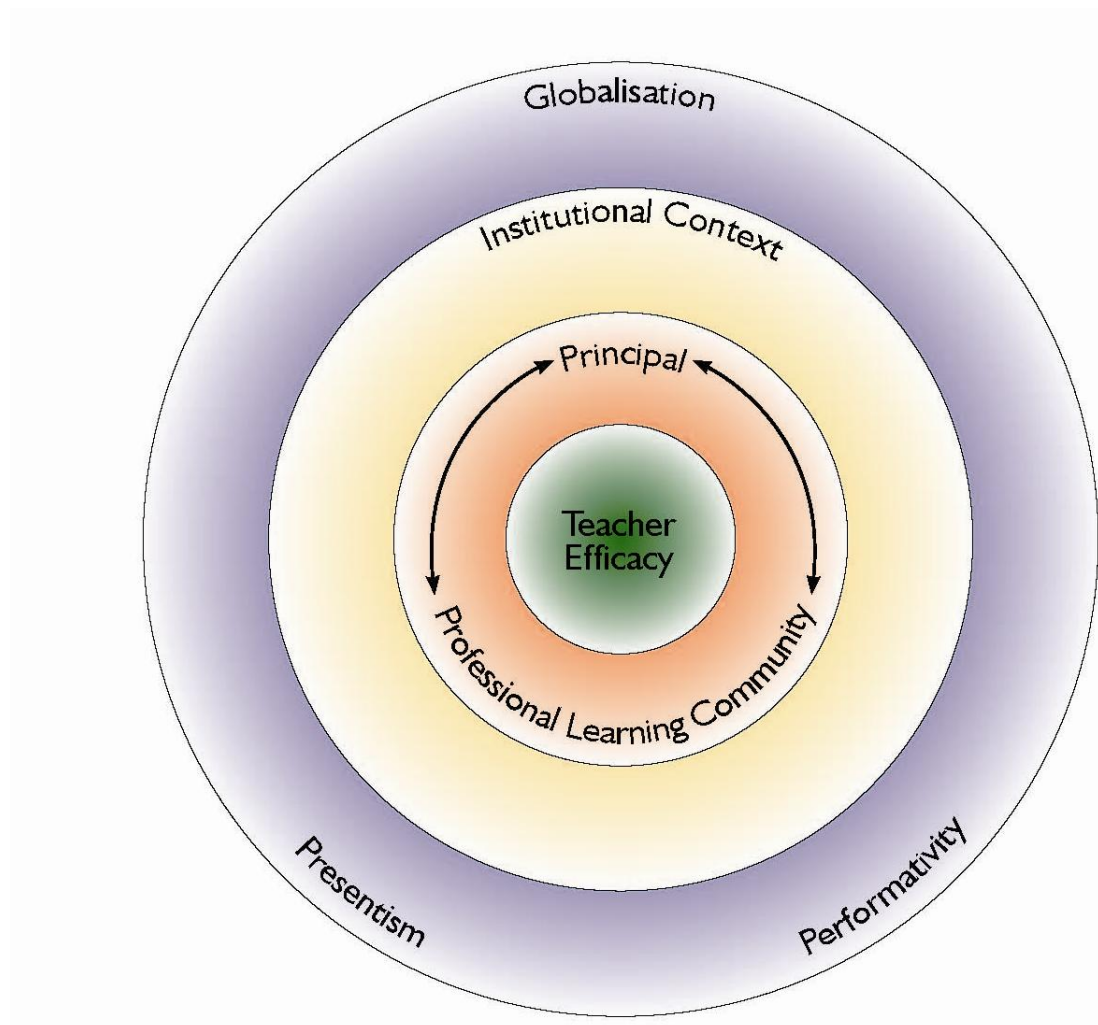 Globalisation
Institutional Context
Principal
Teacher
Efficacy
Professional Learning Community
Presentism
Performativity